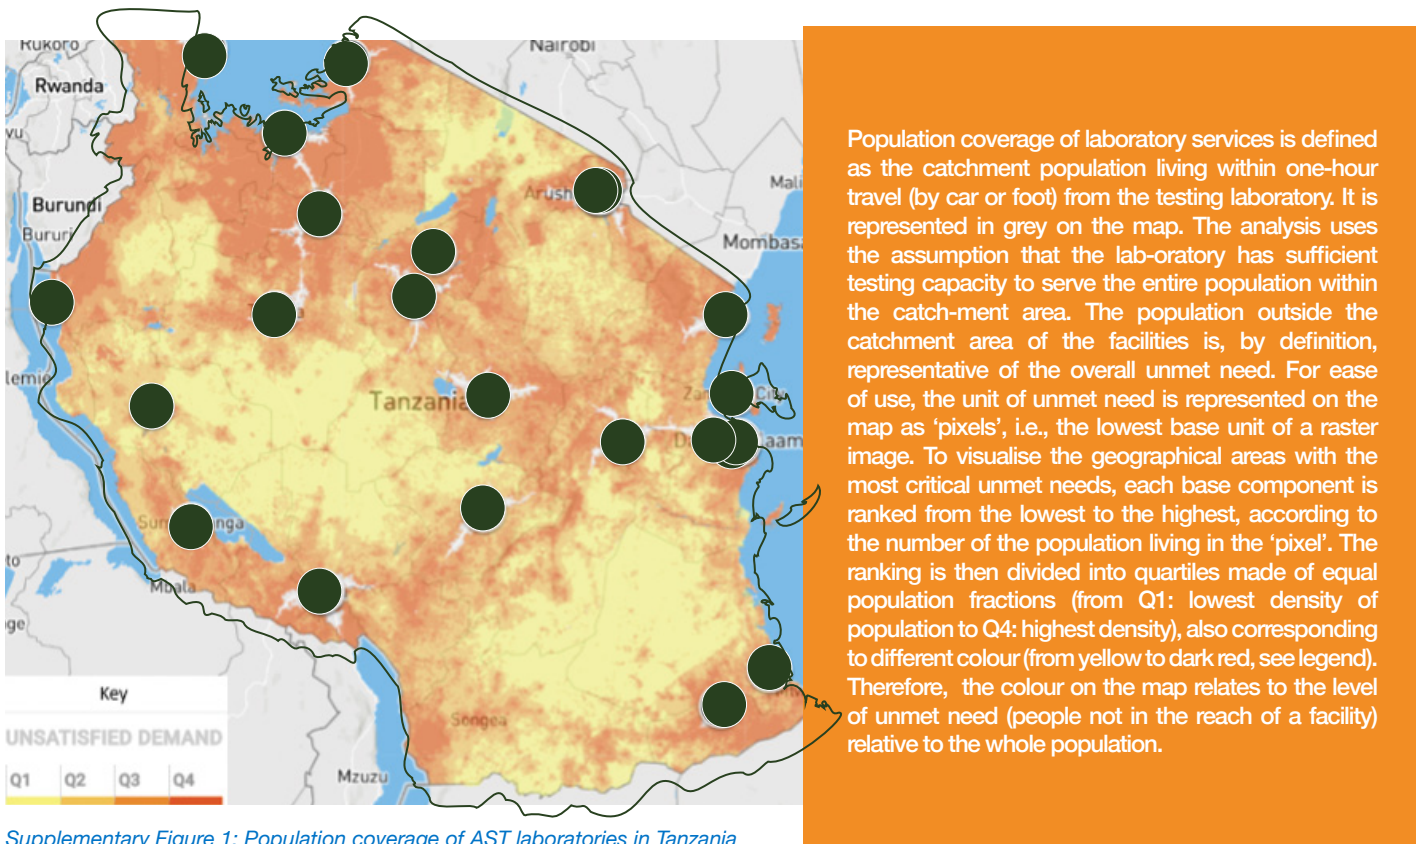 Rukoro
Nairobi
Rwanda
vu
Mali
Burundi
Arush
Bururi
Mombasa
lemie
Tanzania
Za
City
D
aam
Sum
nga
to
Mbala
ge
Key
Songea
UNSATISFIED DEMAND
Q1 Q2 Q3 Q4
Mzuzu
Supplementary Figure 1: Population coverage of AST laboratories in Tanzania
Population coverage of laboratory services is defined
as the catchment population living within one-hour
travel (by car or foot) from the testing laboratory. It is
represented in grey on the map. The analysis uses
the assumption that the lab-oratory has sufficient
testing capacity to serve the entire population within
the catch-ment area. The population outside the
catchment area of the facilities is, by definition,
representative of the overall unmet need. For ease
of use, the unit of unmet need is represented on the
map as ‘pixels’, i.e., the lowest base unit of a raster
image. To visualise the geographical areas with the
most critical unmet needs, each base component is
ranked from the lowest to the highest, according to
the number of the population living in the ‘pixel’. The
ranking is then divided into quartiles made of equal
population fractions (from Q1: lowest density of
population to Q4: highest density), also corresponding
to different colour (from yellow to dark red, see legend).
Therefore, the colour on the map relates to the level
of unmet need (people not in the reach of a facility)
relative to the whole population.